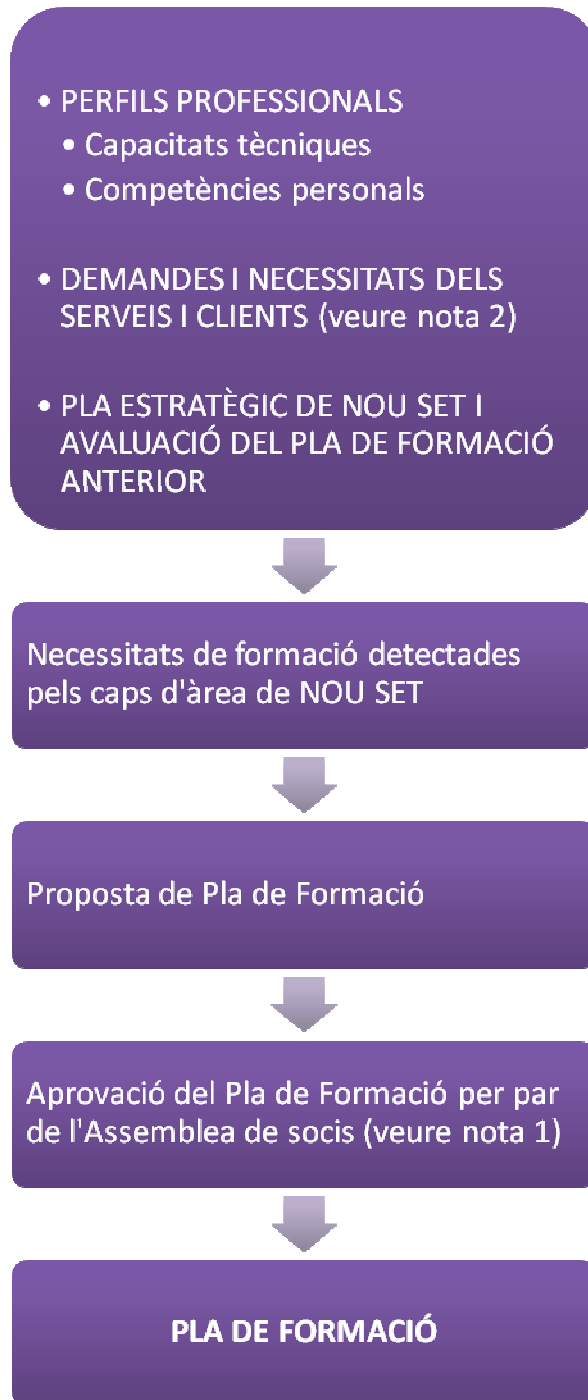 • PERFILS PROFESSIONALS
• Capacitats tècniques
• Competències personals
• DEMANDES I NECESSITATS DELS
SERVEIS I CLIENTS (veure nota 2)
• PLA ESTRATÈGIC DE NOU SET I
AVALUACIÓ DEL PLA DE FORMACIÓ
ANTERIOR
Necessitats de formació detectades
pels caps d'àrea de NOU SET
Proposta de Pla de Formació
Aprovació del Pla de Formació per par
de l'Assemblea de socis (veure nota 1)
PLA DE FORMACIÓ